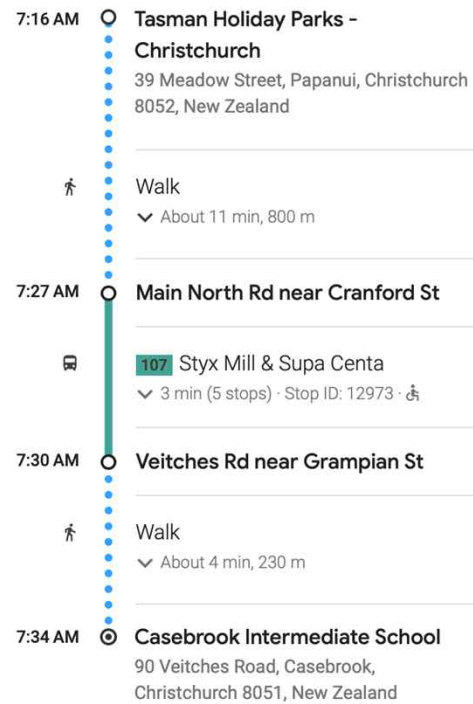 7:16 AM Tasman Holiday Parks -
Christchurch
39 Meadow Street, Papanui, Christchurch
8052, New Zealand
Walk
About 11 min, 800 m
7:27 AM Main North Rd near Cranford St
107 Styx Mill & Supa Centa
3 min (5 stops) · Stop ID: 12973 ·
7:30 AM Veitches Rd near Grampian St
Walk
About 4 min, 230 m
7:34 AM Casebrook Intermediate School
90 Veitches Road, Casebrook,
Christchurch 8051, New Zealand